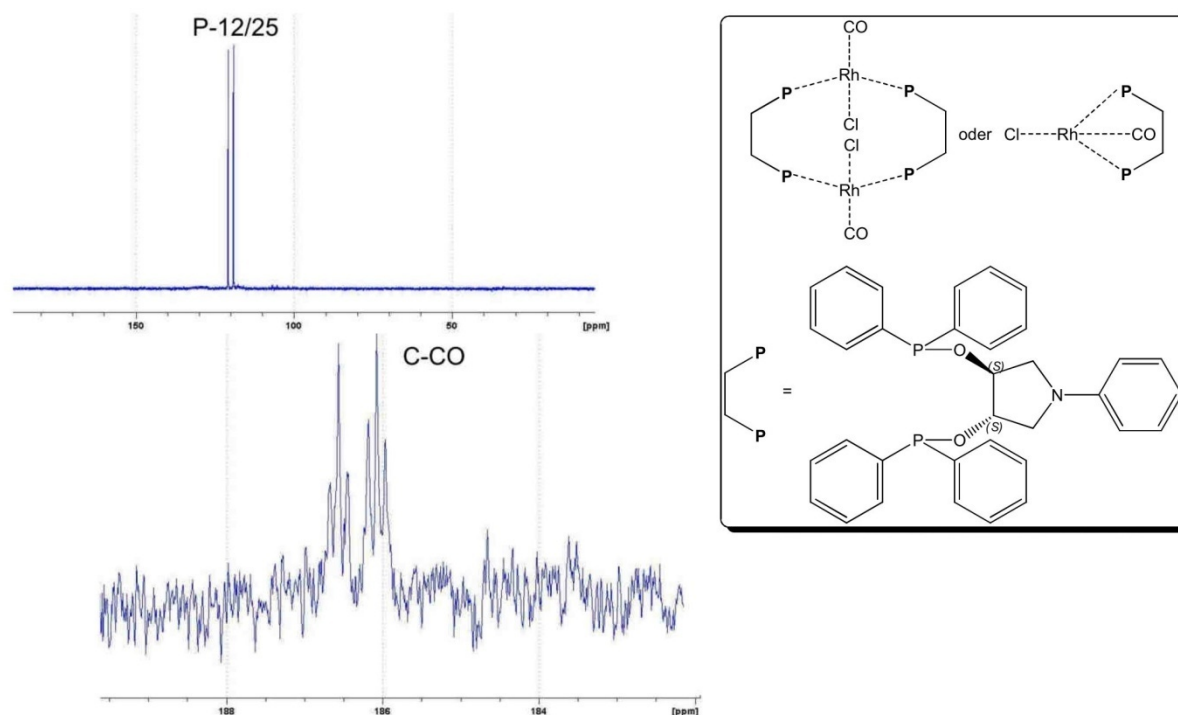 P-12/25
150
100
50
[ppm]
C-CO
188
186
184
[ppm]
CO
Rh
P
P
Cl
Cl
P
P
Rh
CO
oder
Cl
Rh
P
CO
P
P
P
=
P
O
(S)
N
(S)
P
O